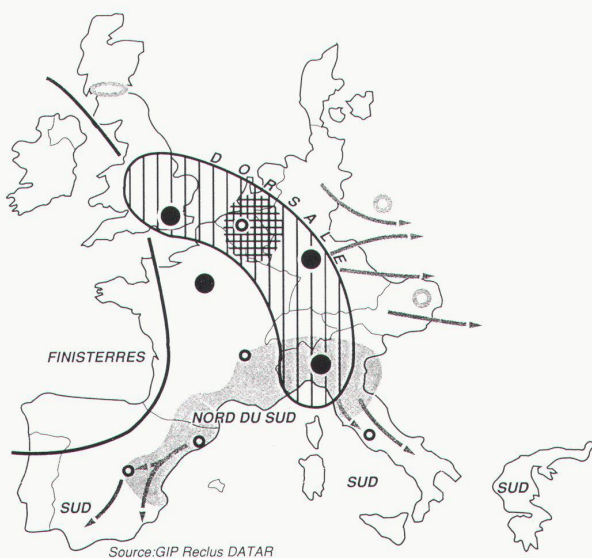 DORSALE
FINISTERRES
NORD DU SUD
SUD
SUD
SUD
Source:GIP Reclus DATAR